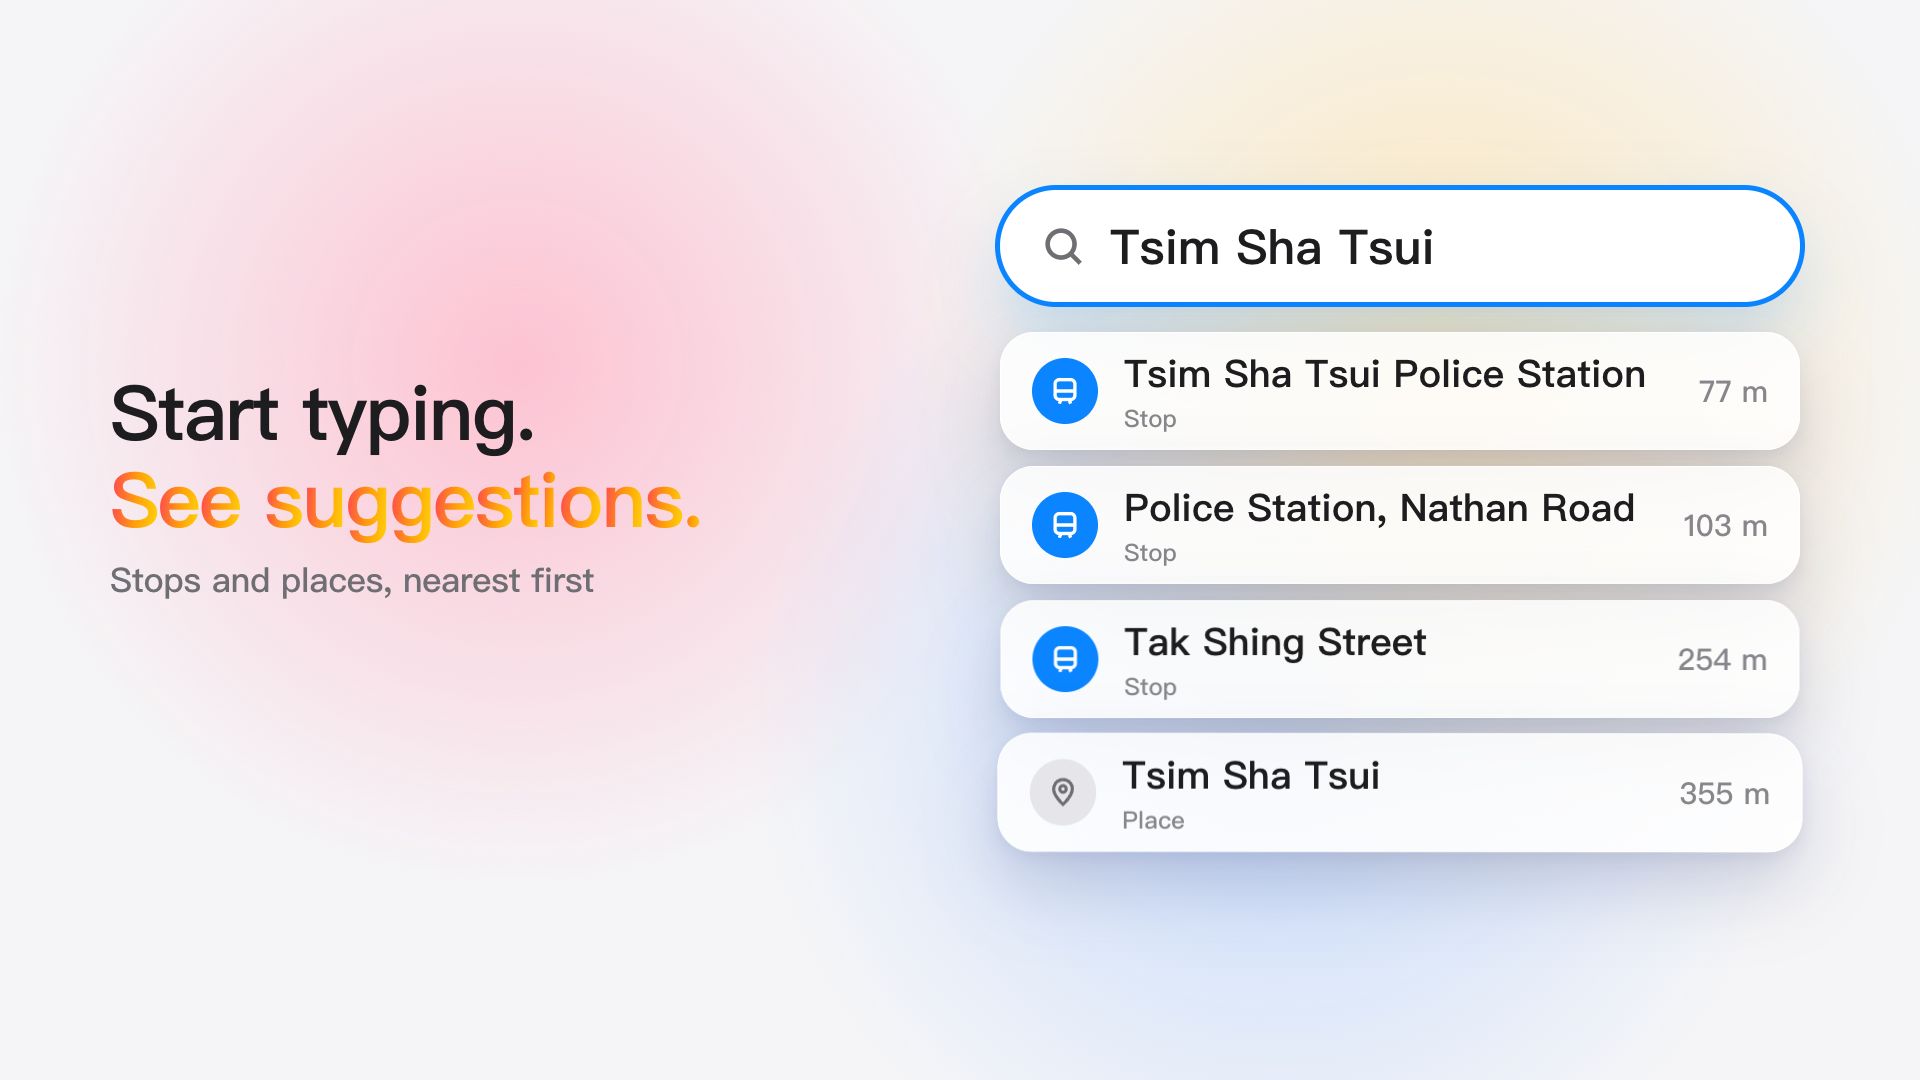 Start typing.
See suggestions.
Stops and places, nearest first
Tsim Sha Tsui
Tsim Sha Tsui Police Station
Stop
77 m
Police Station, Nathan Road
Stop
103 m
Tak Shing Street
Stop
254 m
Tsim Sha Tsui
Place
355 m